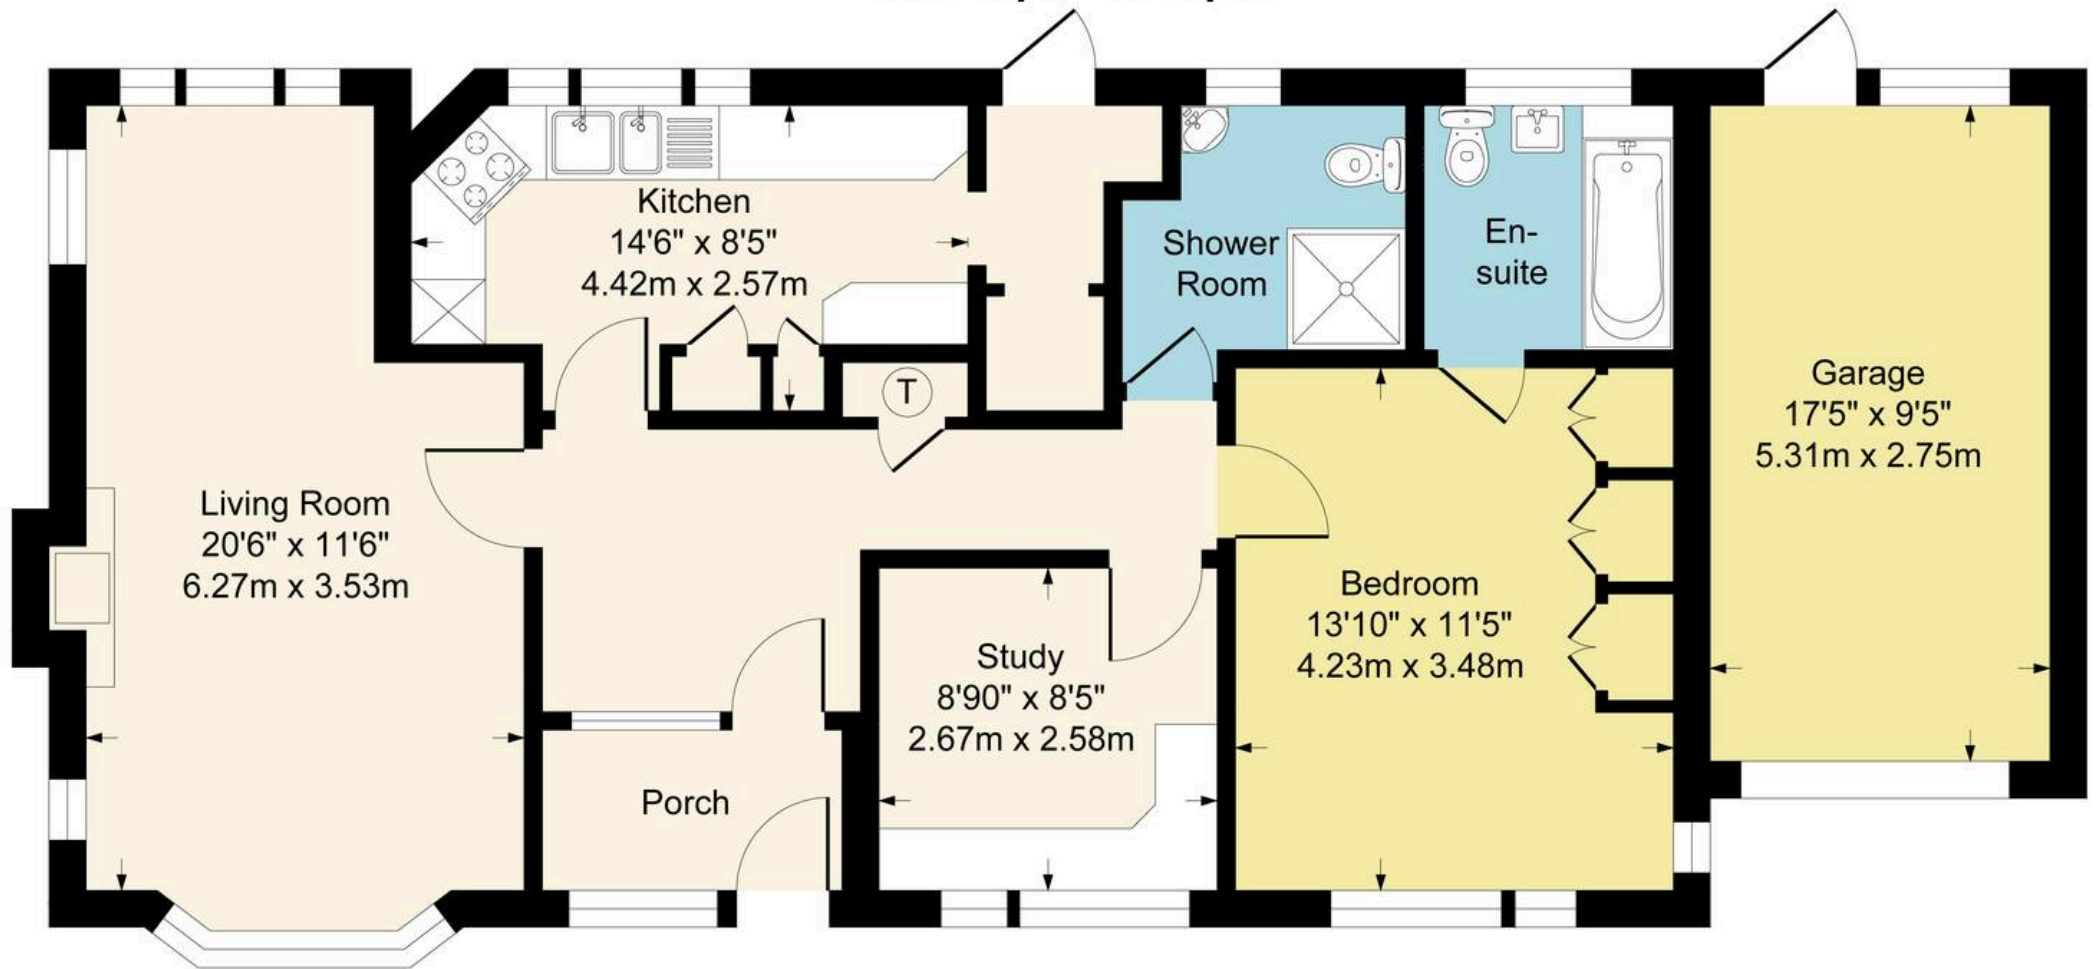 Kitchen
14'6" x 8'5"
4.42m x 2.57m
Shower
Room
En-
suite
T
Garage
17'5" x 9'5"
5.31m x 2.75m
Living Room
20'6" x 11'6"
6.27m x 3.53m
Bedroom
13'10" x 11'5"
4.23m x 3.48m
Study
8'90" x 8'5"
2.67m x 2.58m
Porch